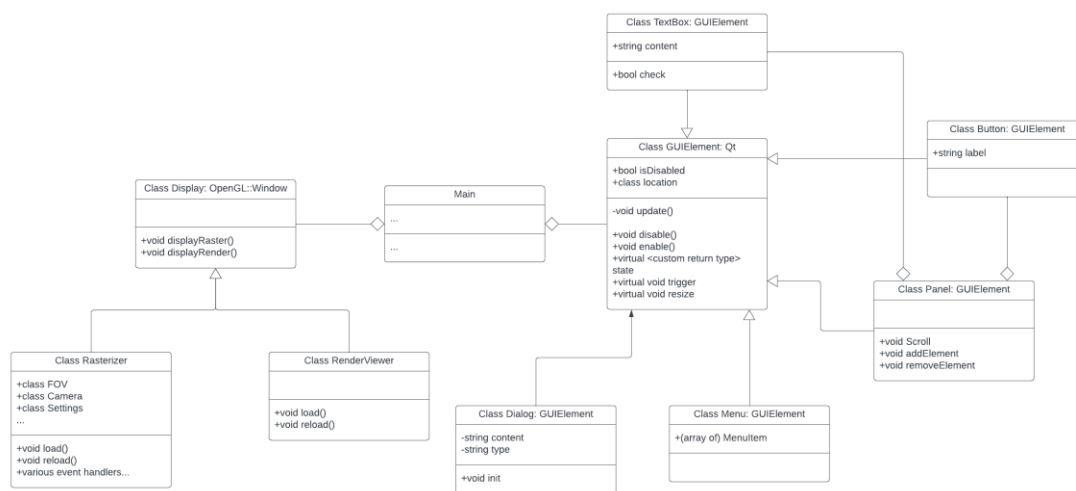 Class TextBox: GUIElement
+string content
+bool check
Class GUIElement: Qt
+bool isDisabled
+class location
-void update()
+void disable()
+void enable()
+virtual <custom return type>
state
+virtual void trigger
+virtual void resize
Class Button: GUIElement
+string label
Class Display: OpenGL::Window
+void displayRaster()
+void displayRender()
Main
...
...
Class Panel: GUIElement
+void Scroll
+void addElement
+void removeElement
Class Rasterizer
+class FOV
+class Camera
+class Settings
...
+void load()
+void reload()
+various event handlers...
Class RenderViewer
+void load()
+void reload()
Class Dialog: GUIElement
-string content
-string type
+void init
Class Menu: GUIElement
+(array of) MenuItem